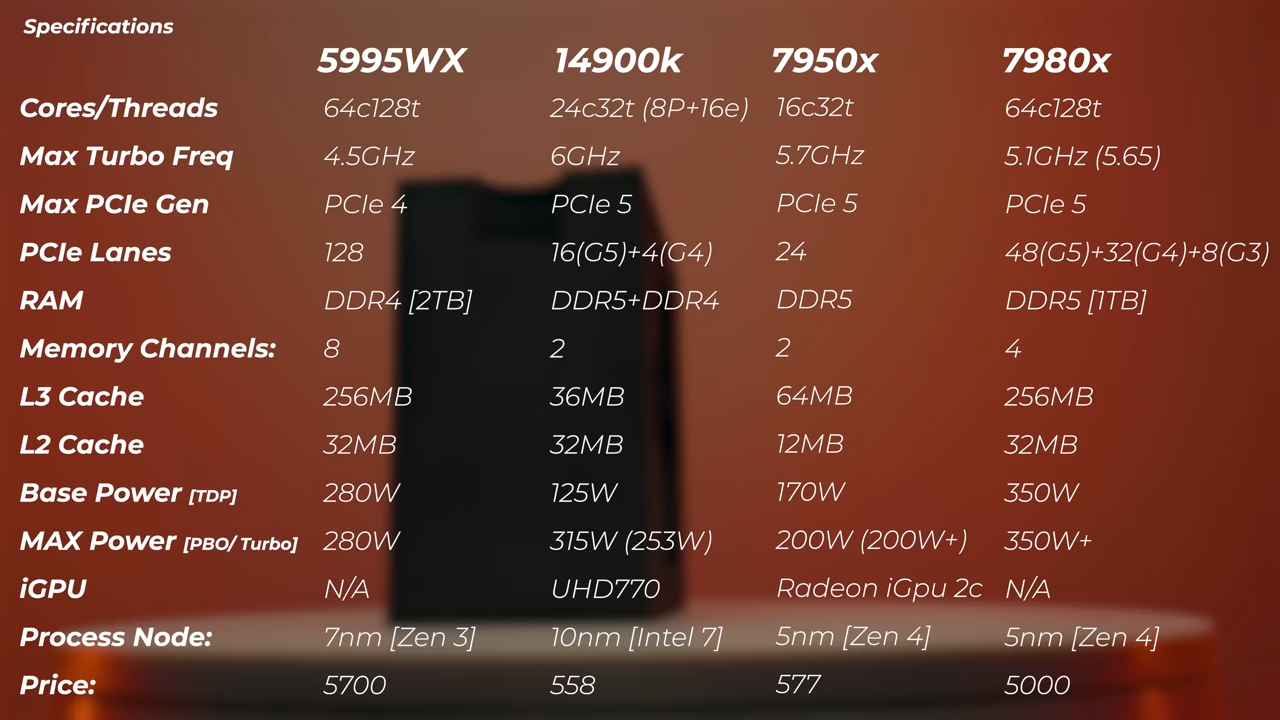 Specifications
5995WX 14900k 7950x 7980x
Cores/Threads 64c128t 24c32t (8P+16e) 16c32t 64c128t
Max Turbo Freq 4.5GHz 6GHz 5.7GHz 5.1GHz (5.65)
Max PCIe Gen PCIe 4 PCIe 5 PCIe 5 PCIe 5
PCIe Lanes 128 16(G5)+4(G4) 24 48(G5)+32(G4)+8(G3)
RAM DDR4 [2TB] DDR5+DDR4 DDR5 DDR5 [1TB]
Memory Channels: 8 2 2 4
L3 Cache 256MB 36MB 64MB 256MB
L2 Cache 32MB 32MB 12MB 32MB
Base Power [TDP] 280W 125W 170W 350W
MAX Power [PBO/ Turbo] 280W 315W (253W) 200W (200W+) 350W+
iGPU N/A UHD770 Radeon iGpu 2c N/A
Process Node: 7nm [Zen 3] 10nm [Intel 7] 5nm [Zen 4] 5nm [Zen 4]
Price: 5700 558 577 5000